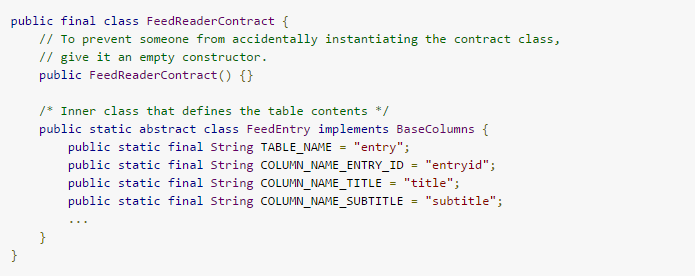 public final class FeedReaderContract {
    // To prevent someone from accidentally instantiating the contract class,
    // give it an empty constructor.
    public FeedReaderContract() {}

    /* Inner class that defines the table contents */
    public static abstract class FeedEntry implements BaseColumns {
        public static final String TABLE_NAME = "entry";
        public static final String COLUMN_NAME_ENTRY_ID = "entryid";
        public static final String COLUMN_NAME_TITLE = "title";
        public static final String COLUMN_NAME_SUBTITLE = "subtitle";
        ...
    }
}